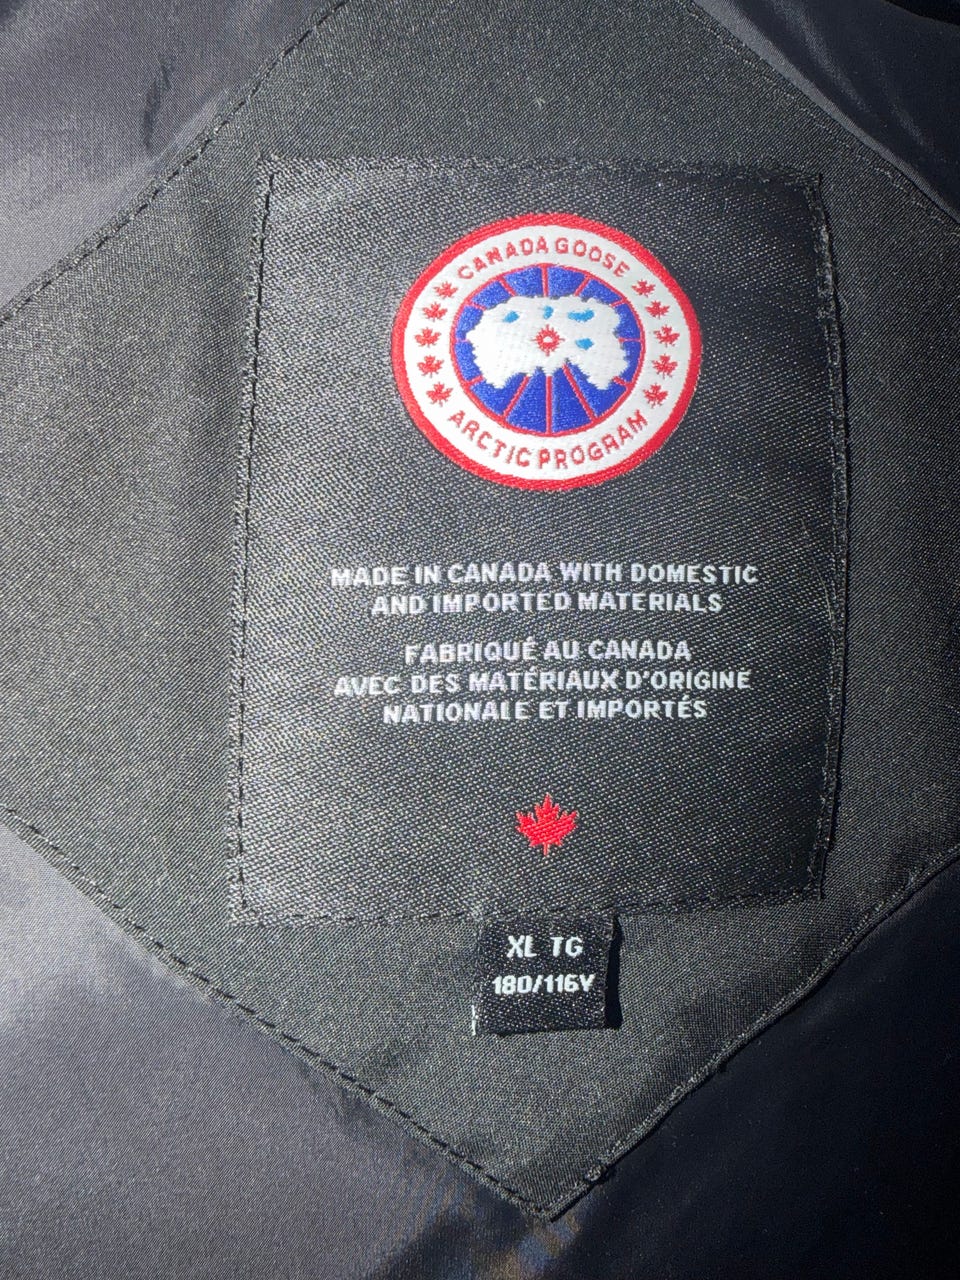 CANADA GOOSE
ARCTIC PROGRAM
MADE IN CANADA WITH DOMESTIC
AND IMPORTED MATERIALS
FABRIQUÉ AU CANADA
AVEC DES MATÉRIAUX D'ORIGINE
NATIONALE ET IMPORTÉS
XL TG
180/116Y